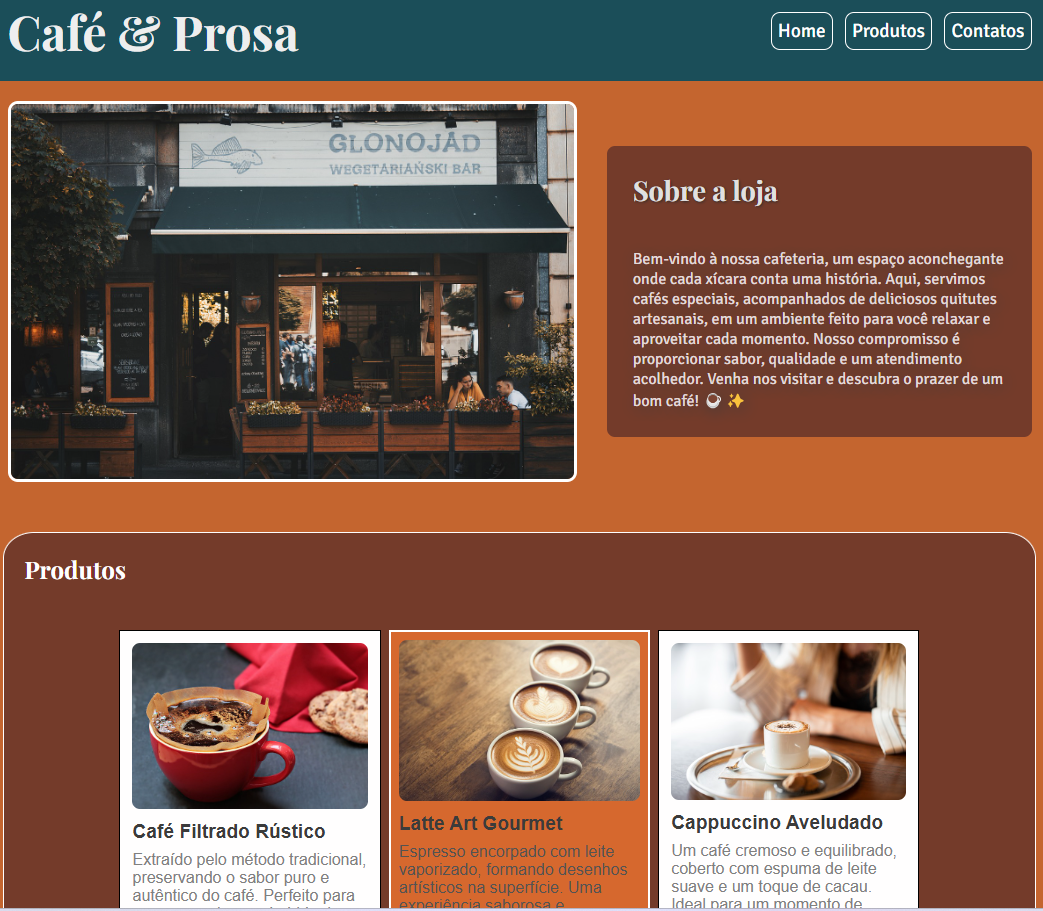 Café & Prosa
Home
Produtos
Contatos
GLONOJÁD
WEGETARIAŃSKI BAR
Sobre a loja
Bem-vindo à nossa cafeteria, um espaço aconchegante
onde cada xícara conta uma história. Aqui, servimos
cafés especiais, acompanhados de deliciosos quitutes
artesanais, em um ambiente feito para você relaxar e
aproveitar cada momento. Nosso compromisso é
proporcionar sabor, qualidade e um atendimento
acolhedor. Venha nos visitar e descubra o prazer de um
bom café! ☕ ✨
Produtos
Café Filtrado Rústico
Extraído pelo método tradicional,
preservando o sabor puro e
autêntico do café. Perfeito para
Latte Art Gourmet
Espresso encorpado com leite
vaporizado, formando desenhos
artísticos na superfície. Uma
experiência saborosa e
Cappuccino Aveludado
Um café cremoso e equilibrado,
coberto com espuma de leite
suave e um toque de cacau.
Ideal para um momento de